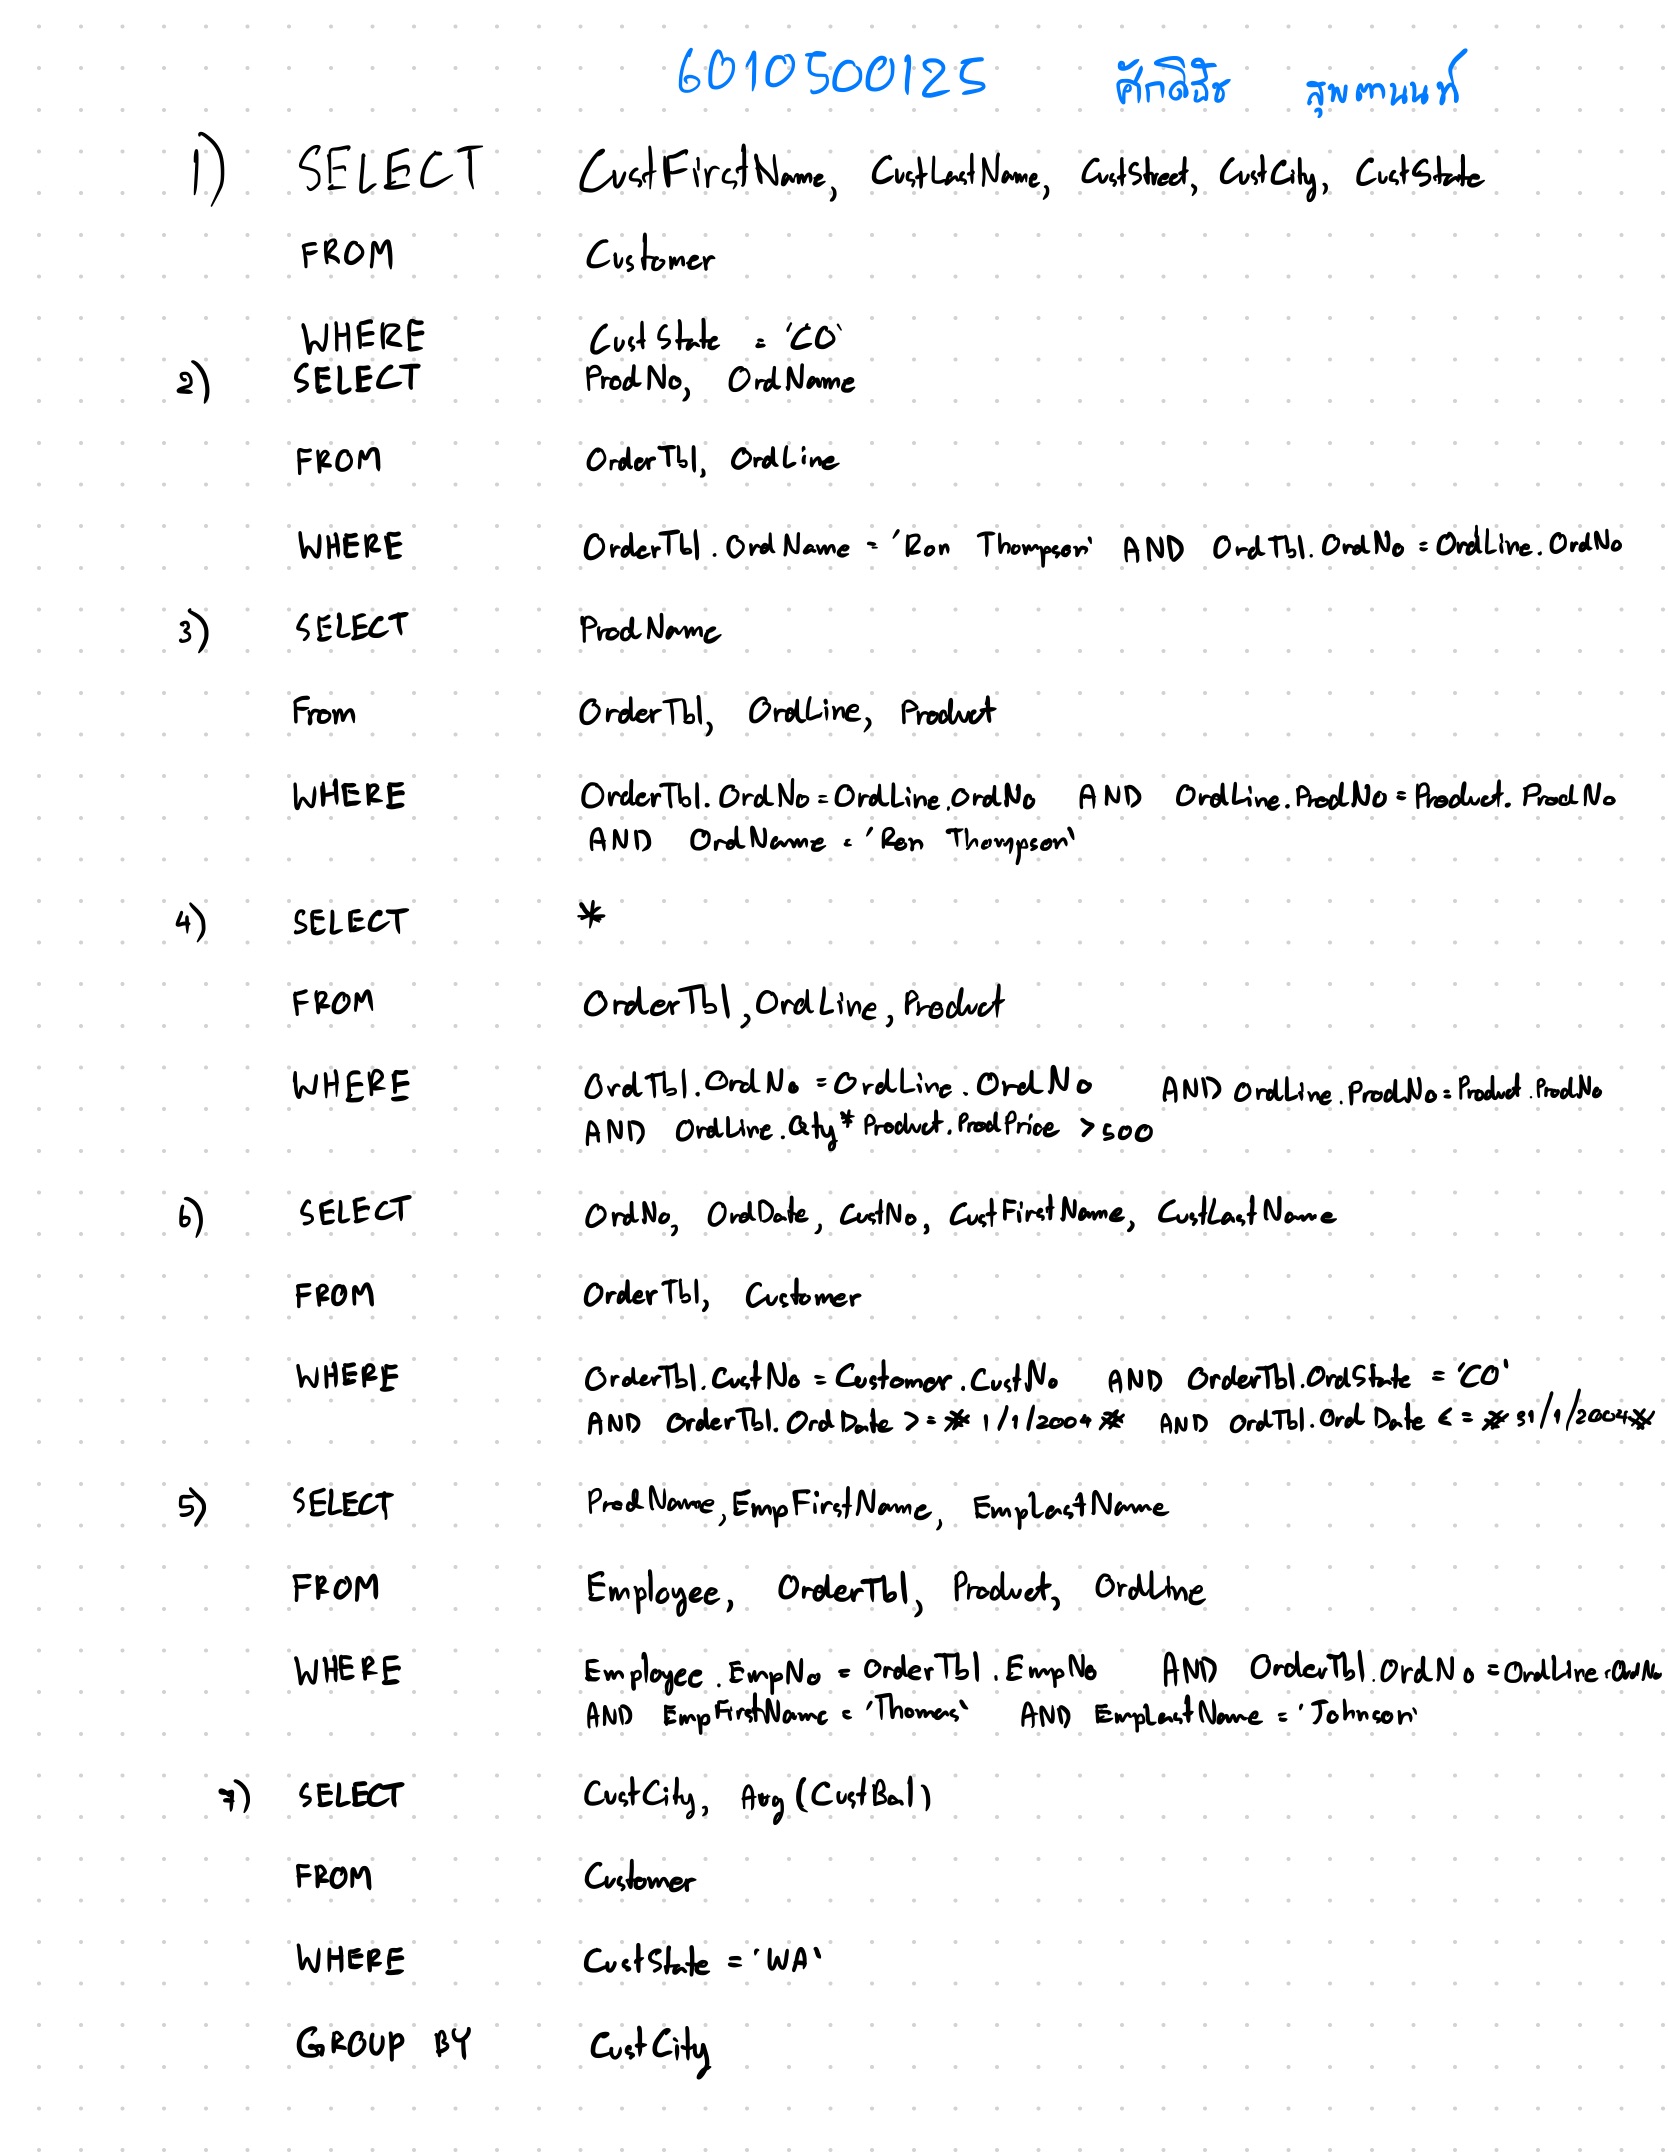 6010500125 ศักดิธัช สุพตานนท์
1) SELECT CustFirstName, CustLastName, CustStreet, CustCity, CustState
FROM Customer
WHERE CustState = 'CO'
2) SELECT ProdNo, OrdName
FROM OrderTbl, OrdLine
WHERE OrderTbl.OrdName = 'Ron Thompson' AND OrdTbl.OrdNo = OrdLine.OrdNo
3) SELECT ProdName
From OrderTbl, OrdLine, Product
WHERE OrderTbl.OrdNo = OrdLine.OrdNo AND OrdLine.ProdNo = Product.ProdNo
AND OrdName = 'Ron Thompson'
4) SELECT *
FROM OrderTbl, OrdLine, Product
WHERE OrdTbl.OrdNo = OrdLine.OrdNo AND OrdLine.ProdNo = Product.ProdNo
AND OrdLine.Qty * Product.ProdPrice > 500
6) SELECT OrdNo, OrdDate, CustNo, CustFirstName, CustLastName
FROM OrderTbl, Customer
WHERE OrderTbl.CustNo = Customer.CustNo AND OrderTbl.OrdState = 'CO'
AND OrderTbl.OrdDate >= # 1/1/2004 # AND OrdTbl.OrdDate <= # 31/1/2004 #
5) SELECT ProdName, EmpFirstName, EmpLastName
FROM Employee, OrderTbl, Product, OrdLine
WHERE Employee.EmpNo = OrderTbl.EmpNo AND OrderTbl.OrdNo = OrdLine.OrdNo
AND EmpFirstName = 'Thomas' AND EmpLastName = 'Johnson'
7) SELECT CustCity, Avg (CustBal)
FROM Customer
WHERE CustState = 'WA'
GROUP BY CustCity